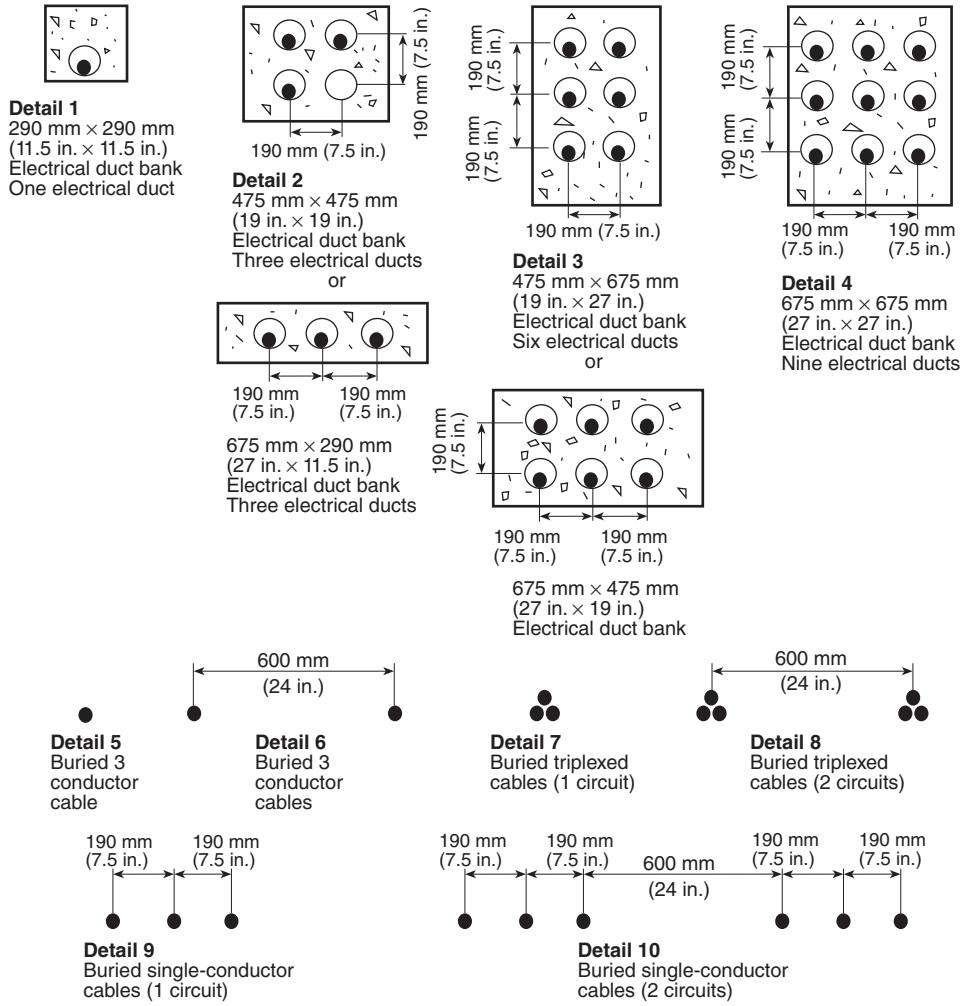 Detail 1
290 mm × 290 mm
(11.5 in. × 11.5 in.)
Electrical duct bank
One electrical duct
190 mm (7.5 in.)
190 mm (7.5 in.)
Detail 2
475 mm × 475 mm
(19 in. × 19 in.)
Electrical duct bank
Three electrical ducts
or
190 mm
(7.5 in.)
190 mm
(7.5 in.)
675 mm × 290 mm
(27 in. × 11.5 in.)
Electrical duct bank
Three electrical ducts
190 mm
(7.5 in.)
190 mm
(7.5 in.)
190 mm (7.5 in.)
Detail 3
475 mm × 675 mm
(19 in. × 27 in.)
Electrical duct bank
Six electrical ducts
or
190 mm
(7.5 in.)
190 mm
(7.5 in.)
190 mm
(7.5 in.)
675 mm × 475 mm
(27 in. × 19 in.)
Electrical duct bank
190 mm
(7.5 in.)
190 mm
(7.5 in.)
190 mm
(7.5 in.)
190 mm
(7.5 in.)
Detail 4
675 mm × 675 mm
(27 in. × 27 in.)
Electrical duct bank
Nine electrical ducts
Detail 5
Buried 3
conductor
cable
600 mm
(24 in.)
Detail 6
Buried 3
conductor
cables
Detail 7
Buried triplexed
cables (1 circuit)
600 mm
(24 in.)
Detail 8
Buried triplexed
cables (2 circuits)
190 mm
(7.5 in.)
190 mm
(7.5 in.)
Detail 9
Buried single-conductor
cables (1 circuit)
190 mm
(7.5 in.)
190 mm
(7.5 in.)
600 mm
(24 in.)
190 mm
(7.5 in.)
190 mm
(7.5 in.)
Detail 10
Buried single-conductor
cables (2 circuits)